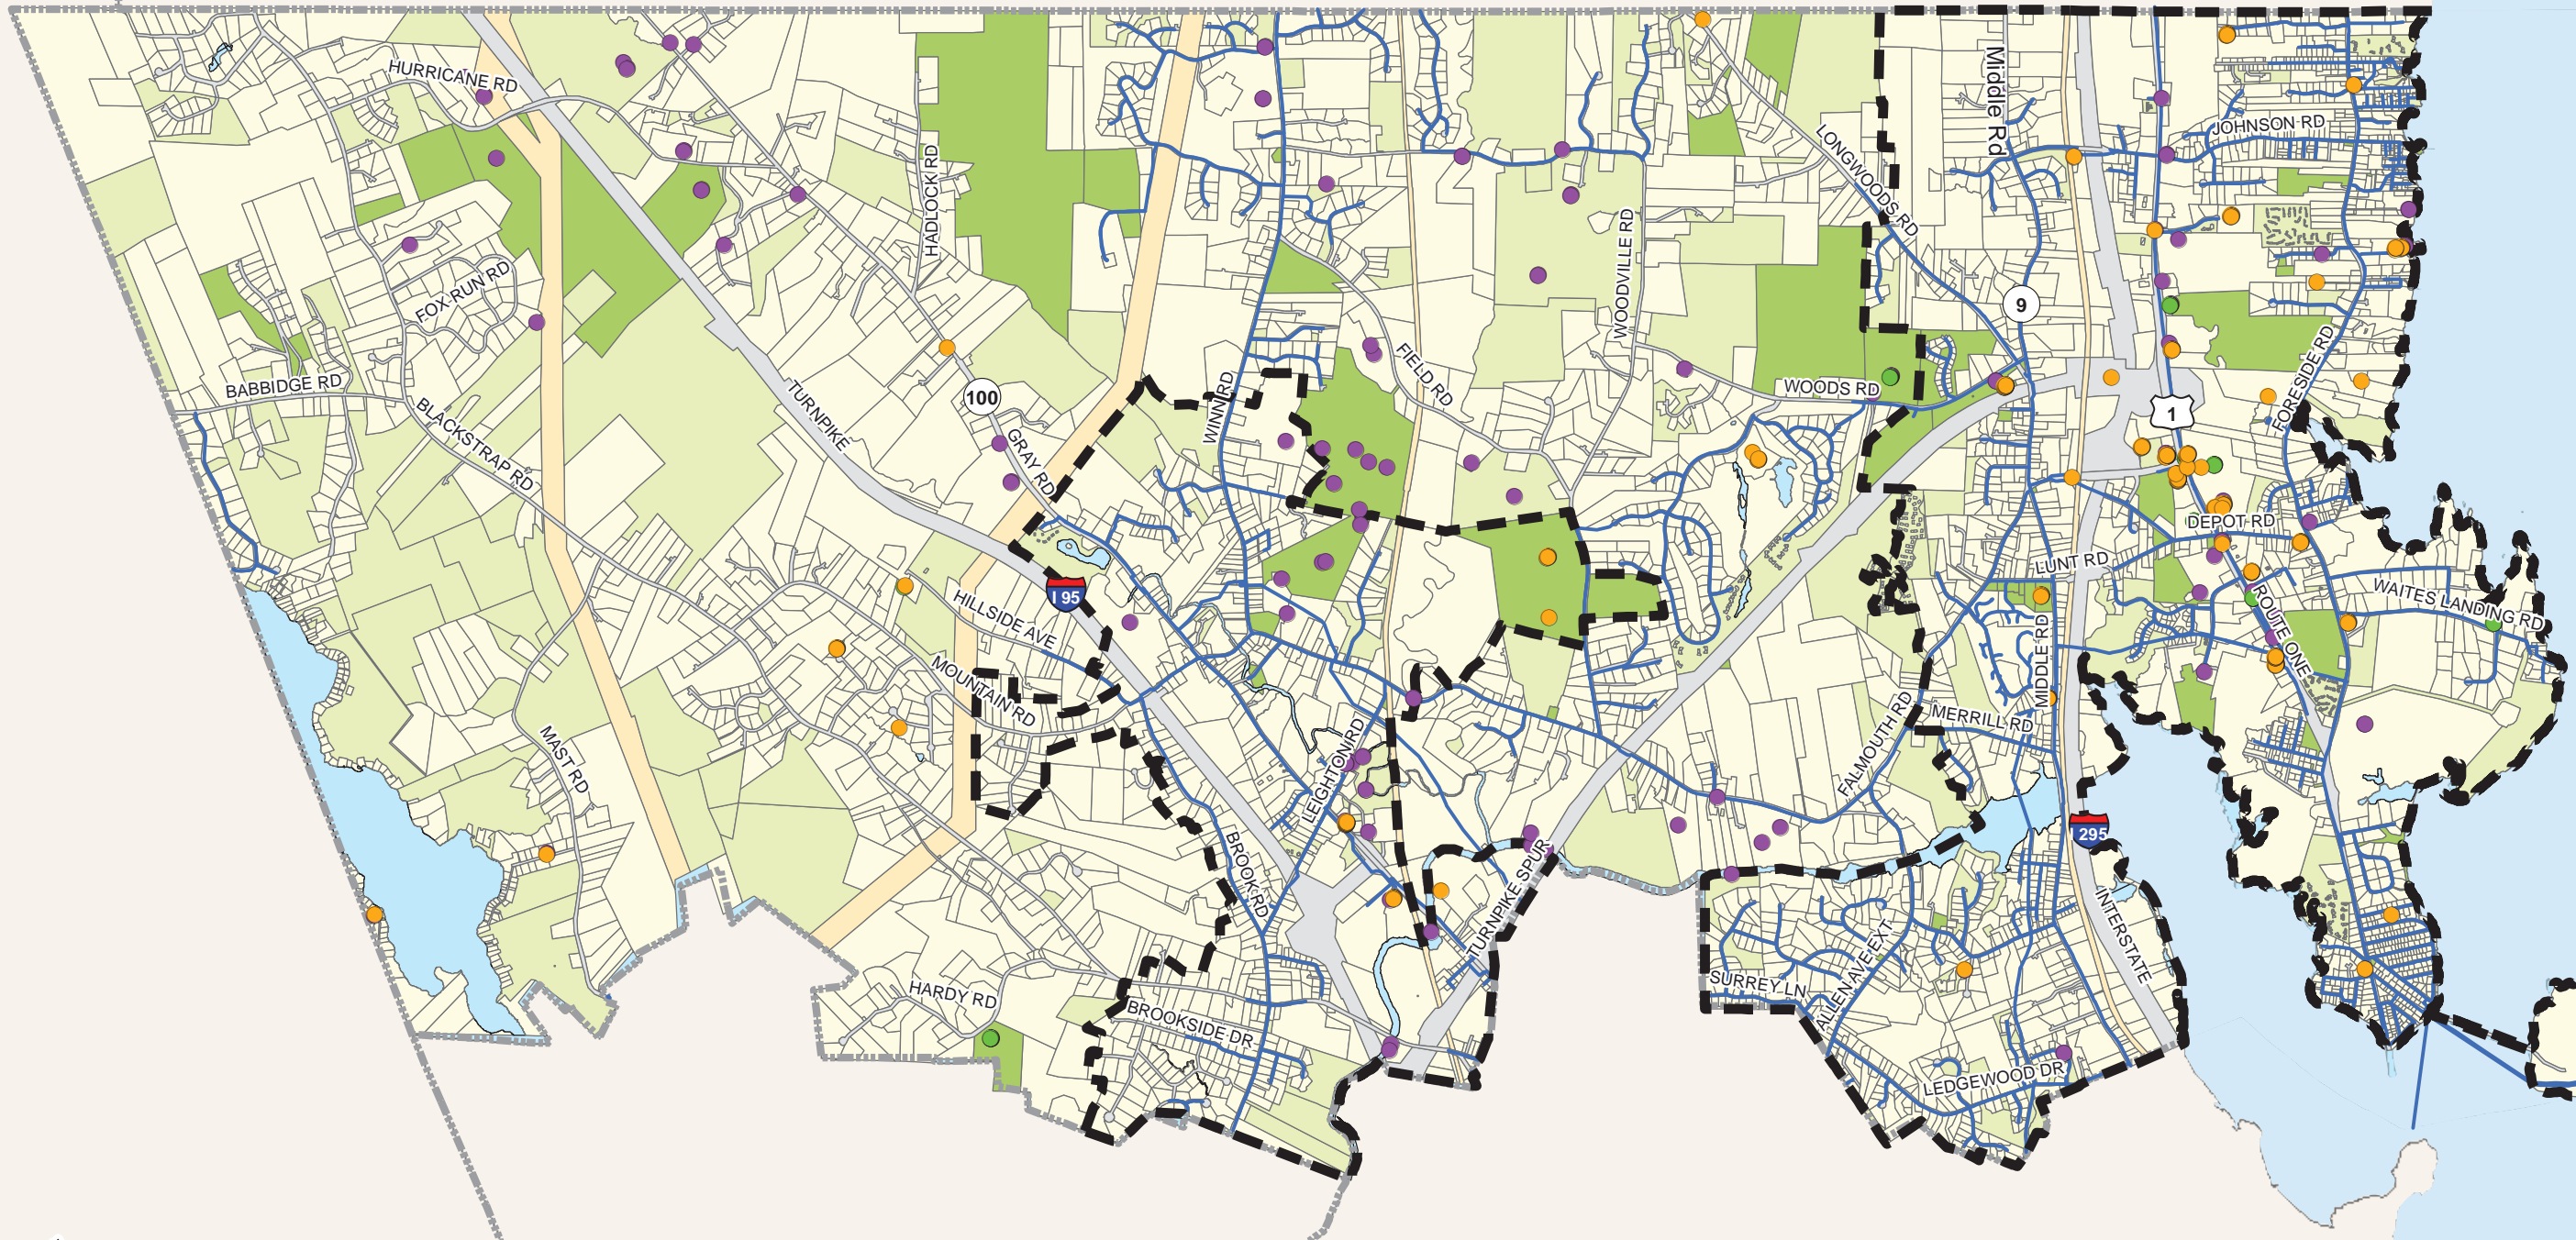 HURRICANE RD
Middle Rd
JOHNSON RD
LONGWOODS RD
HADLOCK RD
FOX-RUN RD
WOODVILLE RD
9
BABBIDGE RD
TURNPIKE
100
WINN RD
FIELD RD
WOODS RD
FORESIDE RD
1
BLACKSTRAP RD
GRAY RD
DEPOT RD
LUNT RD
I 95
HILLSIDE AVE
WAITES LANDING RD
ROUTE ONE
MOUNTAIN RD
MIDDLE RD
MERRILL RD
FALMOUTH RD
MAST RD
LEIGHTON RD
295
BROOK RD
TURNPIKE SPUR
INTERSTATE
SURREY LN
ALLEN AVE EXT
HARDY RD
BROOKSIDE DR
LEDGEWOOD DR